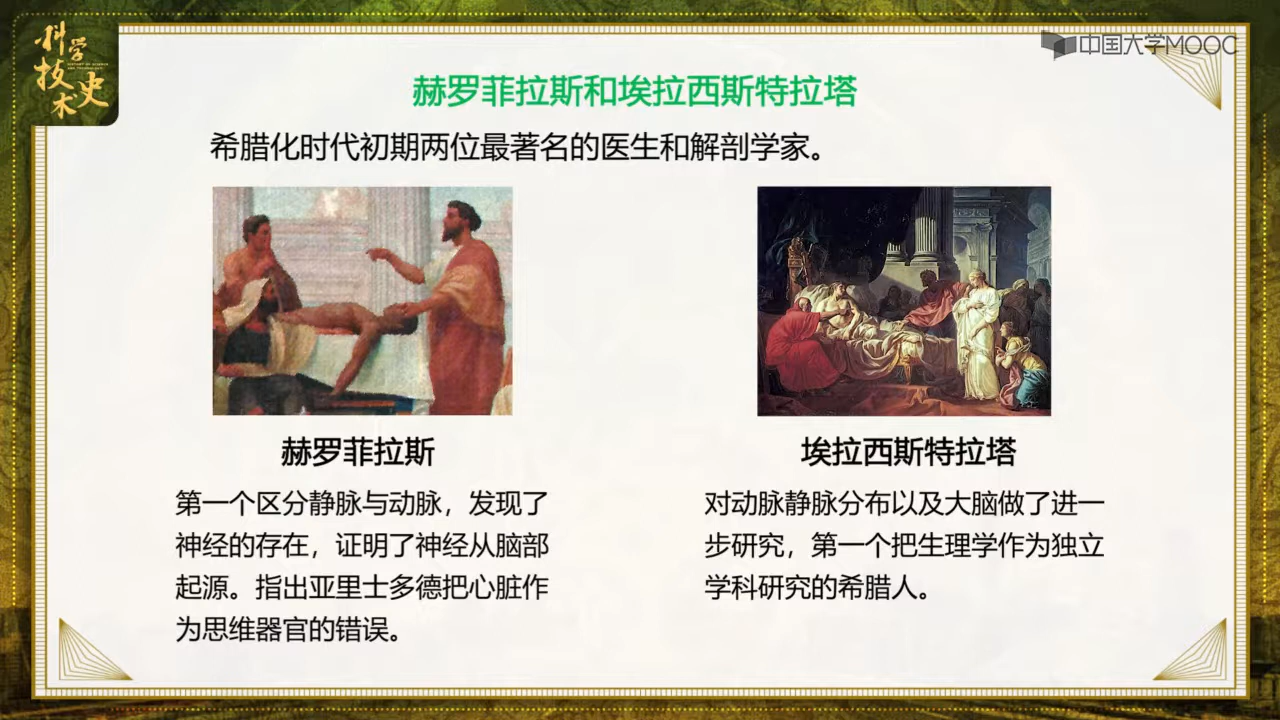 科学
技术史
HISTORY OF SCIENCE
AND TECHNOLOGY
中国大学MOOC
赫罗菲拉斯和埃拉西斯特拉塔
希腊化时代初期两位最著名的医生和解剖学家。
赫罗菲拉斯
第一个区分静脉与动脉，发现了
神经的存在，证明了神经从脑部
起源。指出亚里士多德把心脏作
为思维器官的错误。
埃拉西斯特拉塔
对动脉静脉分布以及大脑做了进一
步研究，第一个把生理学作为独立
学科研究的希腊人。